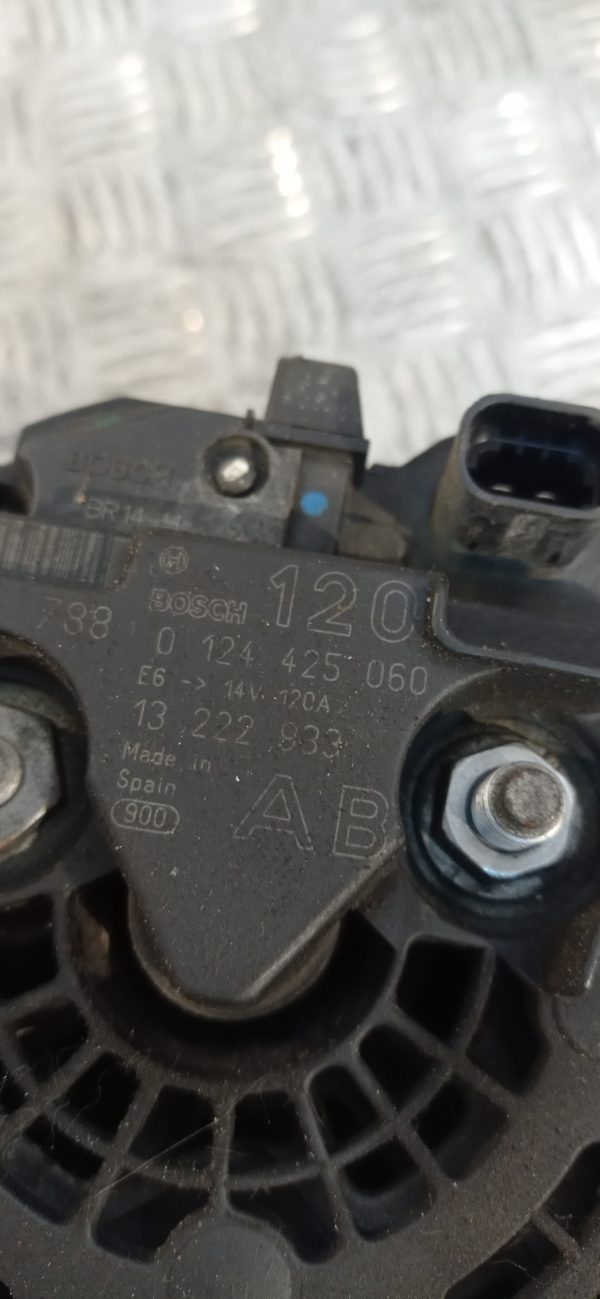 BOSCH
BR14-H
BOSCH 120
788 0 124 425 060
E6 -> 14V 120A
13 222 933
Made in
Spain
900
AB